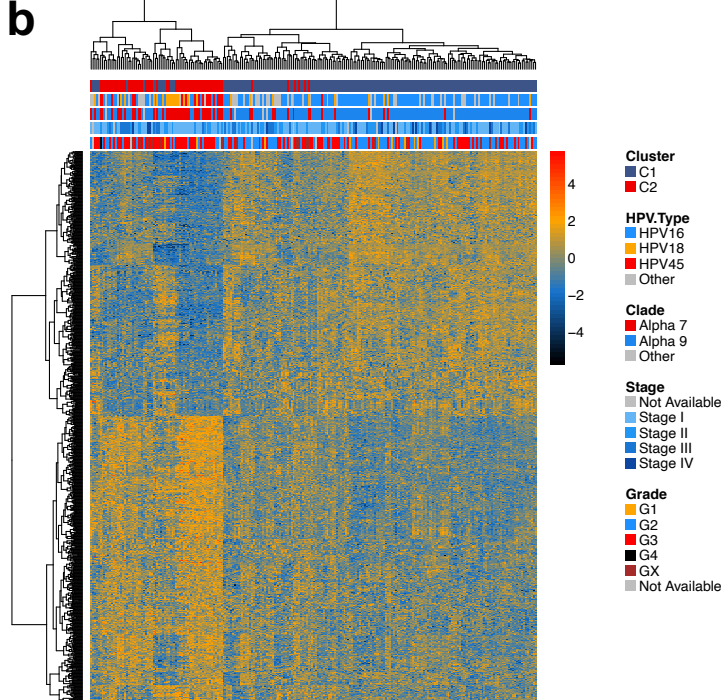 b
4
2
0
−2
−4
Cluster
C1
C2
HPV.Type
HPV16
HPV18
HPV45
Other
Clade
Alpha 7
Alpha 9
Other
Stage
Not Available
Stage I
Stage II
Stage III
Stage IV
Grade
G1
G2
G3
G4
GX
Not Available